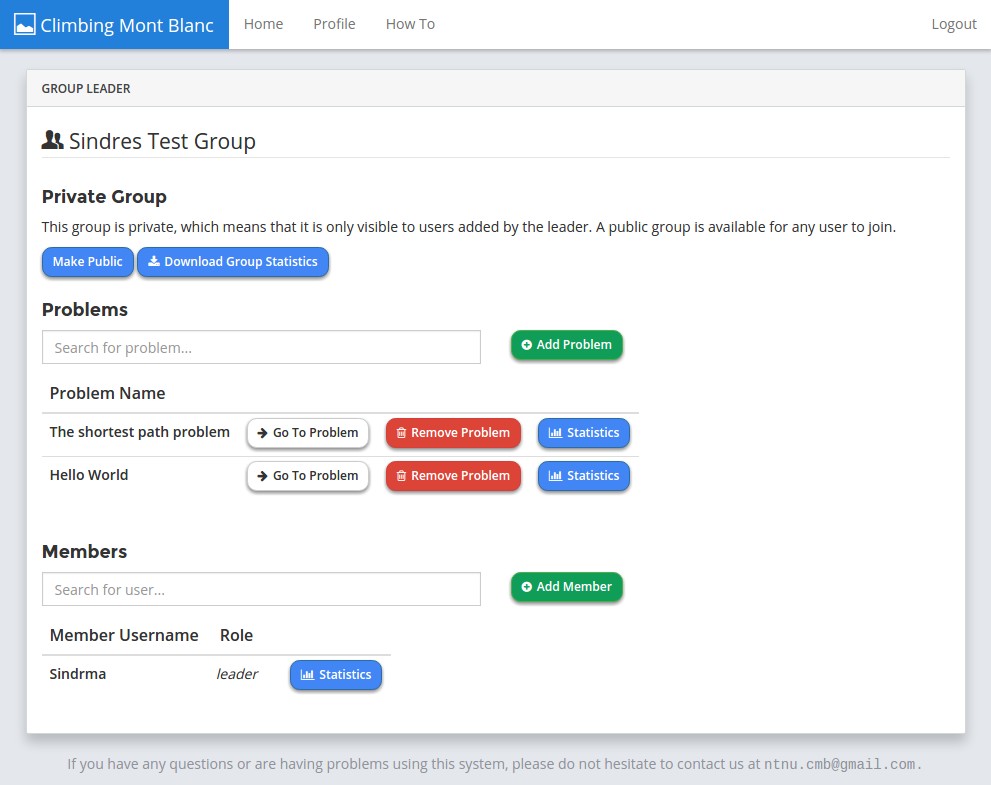 Climbing Mont Blanc Home Profile How To Logout
GROUP LEADER
Sindres Test Group
Private Group
This group is private, which means that it is only visible to users added by the leader. A public group is available for any user to join.
Make Public Download Group Statistics
Problems
Search for problem... Add Problem
Problem Name
The shortest path problem Go To Problem Remove Problem Statistics
Hello World Go To Problem Remove Problem Statistics
Members
Search for user... Add Member
Member Username Role
Sindrma leader Statistics
If you have any questions or are having problems using this system, please do not hesitate to contact us at ntnu.cmb@gmail.com.